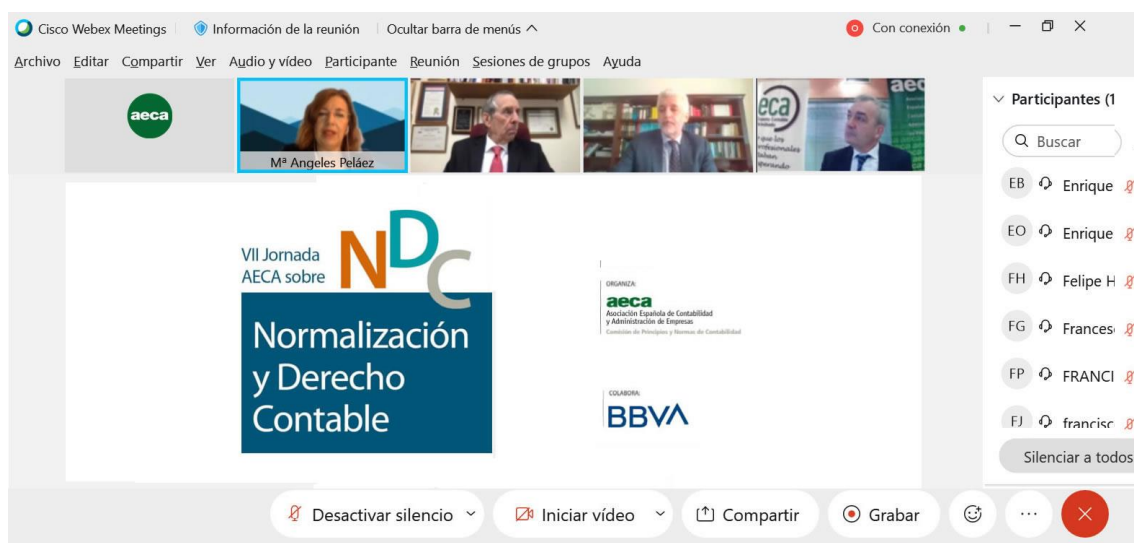 Cisco Webex Meetings
Información de la reunión
Ocultar barra de menús
Con conexión
Archivo Editar Compartir Ver Audio y vídeo Participante Reunión Sesiones de grupos Ayuda
aeca
Mª Angeles Peláez
eca
aec
Participantes (1
Buscar
EB Enrique
EO Enrique
FH Felipe H
FG Frances
FP FRANCI
FJ francisc
Silenciar a todos
VII Jornada
AECA sobre
NDC
Normalización
y Derecho
Contable
ORGANIZA:
aeca
Asociación Española de Contabilidad
y Administración de Empresas
Comisión de Principios y Normas de Contabilidad
COLABORA:
BBVA
Desactivar silencio
Iniciar vídeo
Compartir
Grabar